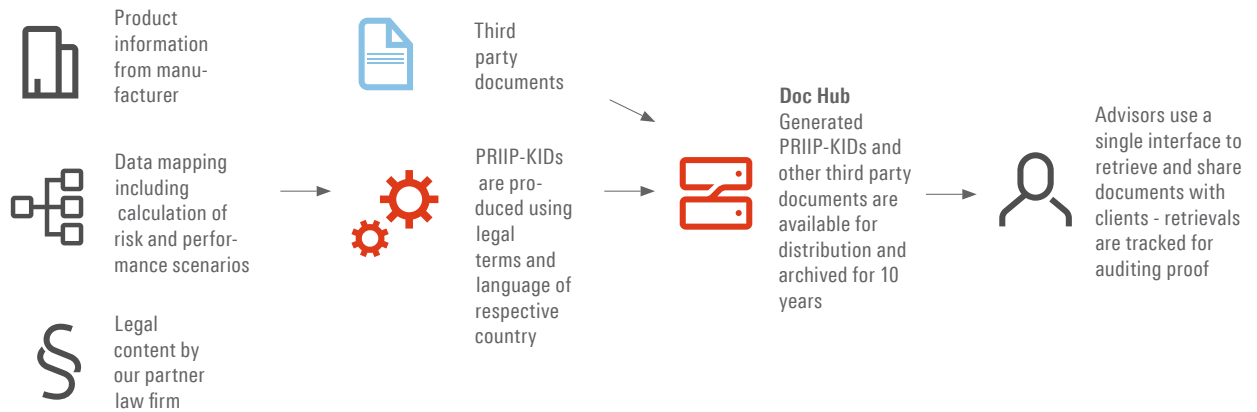 Product
information
from manu-
facturer
Third
party
documents
Data mapping
including
calculation of
risk and perfor-
mance scenarios
PRIIP-KIDs
are pro-
duced using
legal
terms and
language of
respective
country
Legal
content by
our partner
law firm
Doc Hub
Generated
PRIIP-KIDs and
other third party
documents are
available for
distribution and
archived for 10
years
Advisors use a
single interface to
retrieve and share
documents with
clients - retrievals
are tracked for
auditing proof